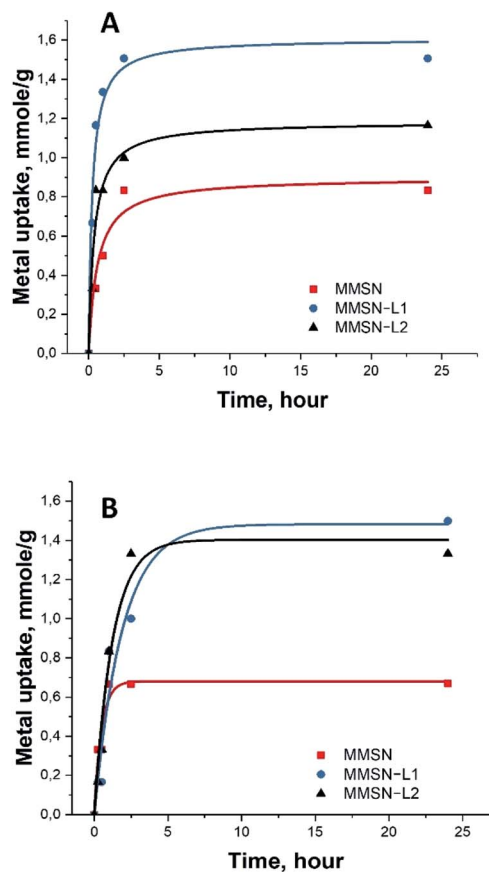 A
Metal uptake, mmole/g
1,6
1,4
1,2
1,0
0,8
0,6
0,4
0,2
0,0
MMSN
MMSN-L1
MMSN-L2
0 5 10 15 20 25
Time, hour
B
Metal uptake, mmole/g
1,6
1,4
1,2
1,0
0,8
0,6
0,4
0,2
0,0
MMSN
MMSN-L1
MMSN-L2
0 5 10 15 20 25
Time, hour